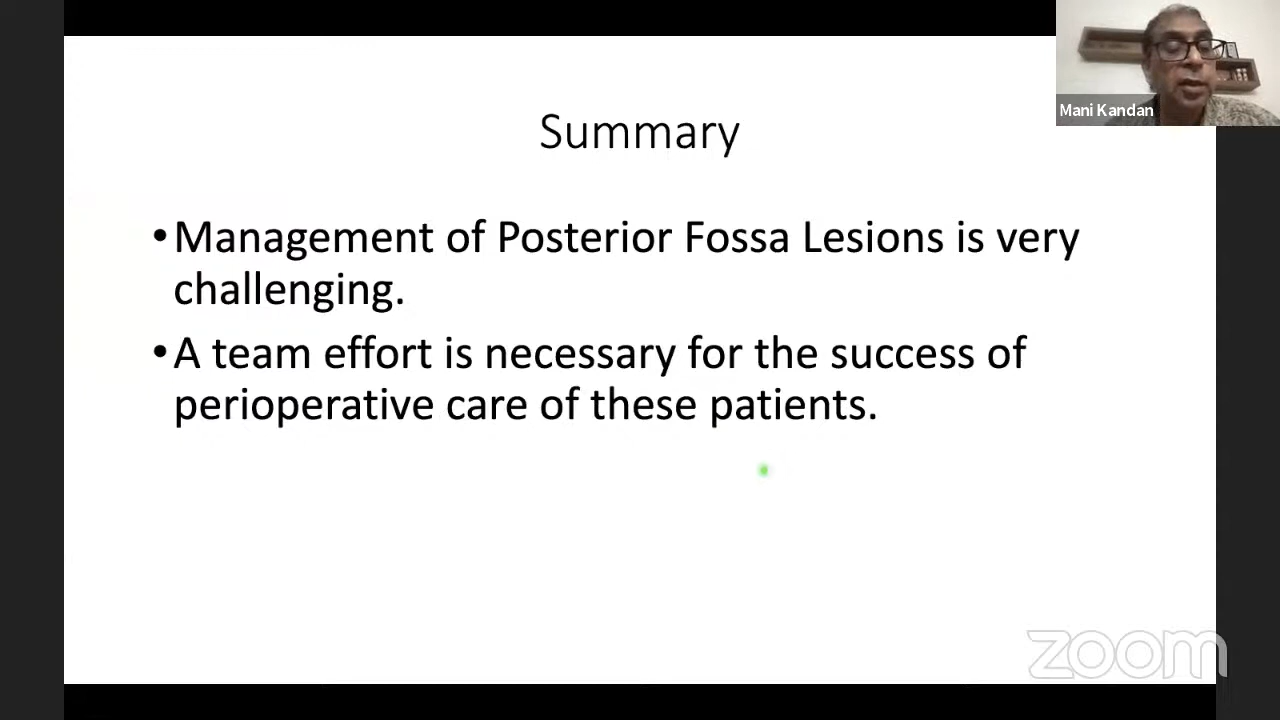 Mani Kandan
Summary
•Management of Posterior Fossa Lesions is very
challenging.
•A team effort is necessary for the success of
perioperative care of these patients.
zoom